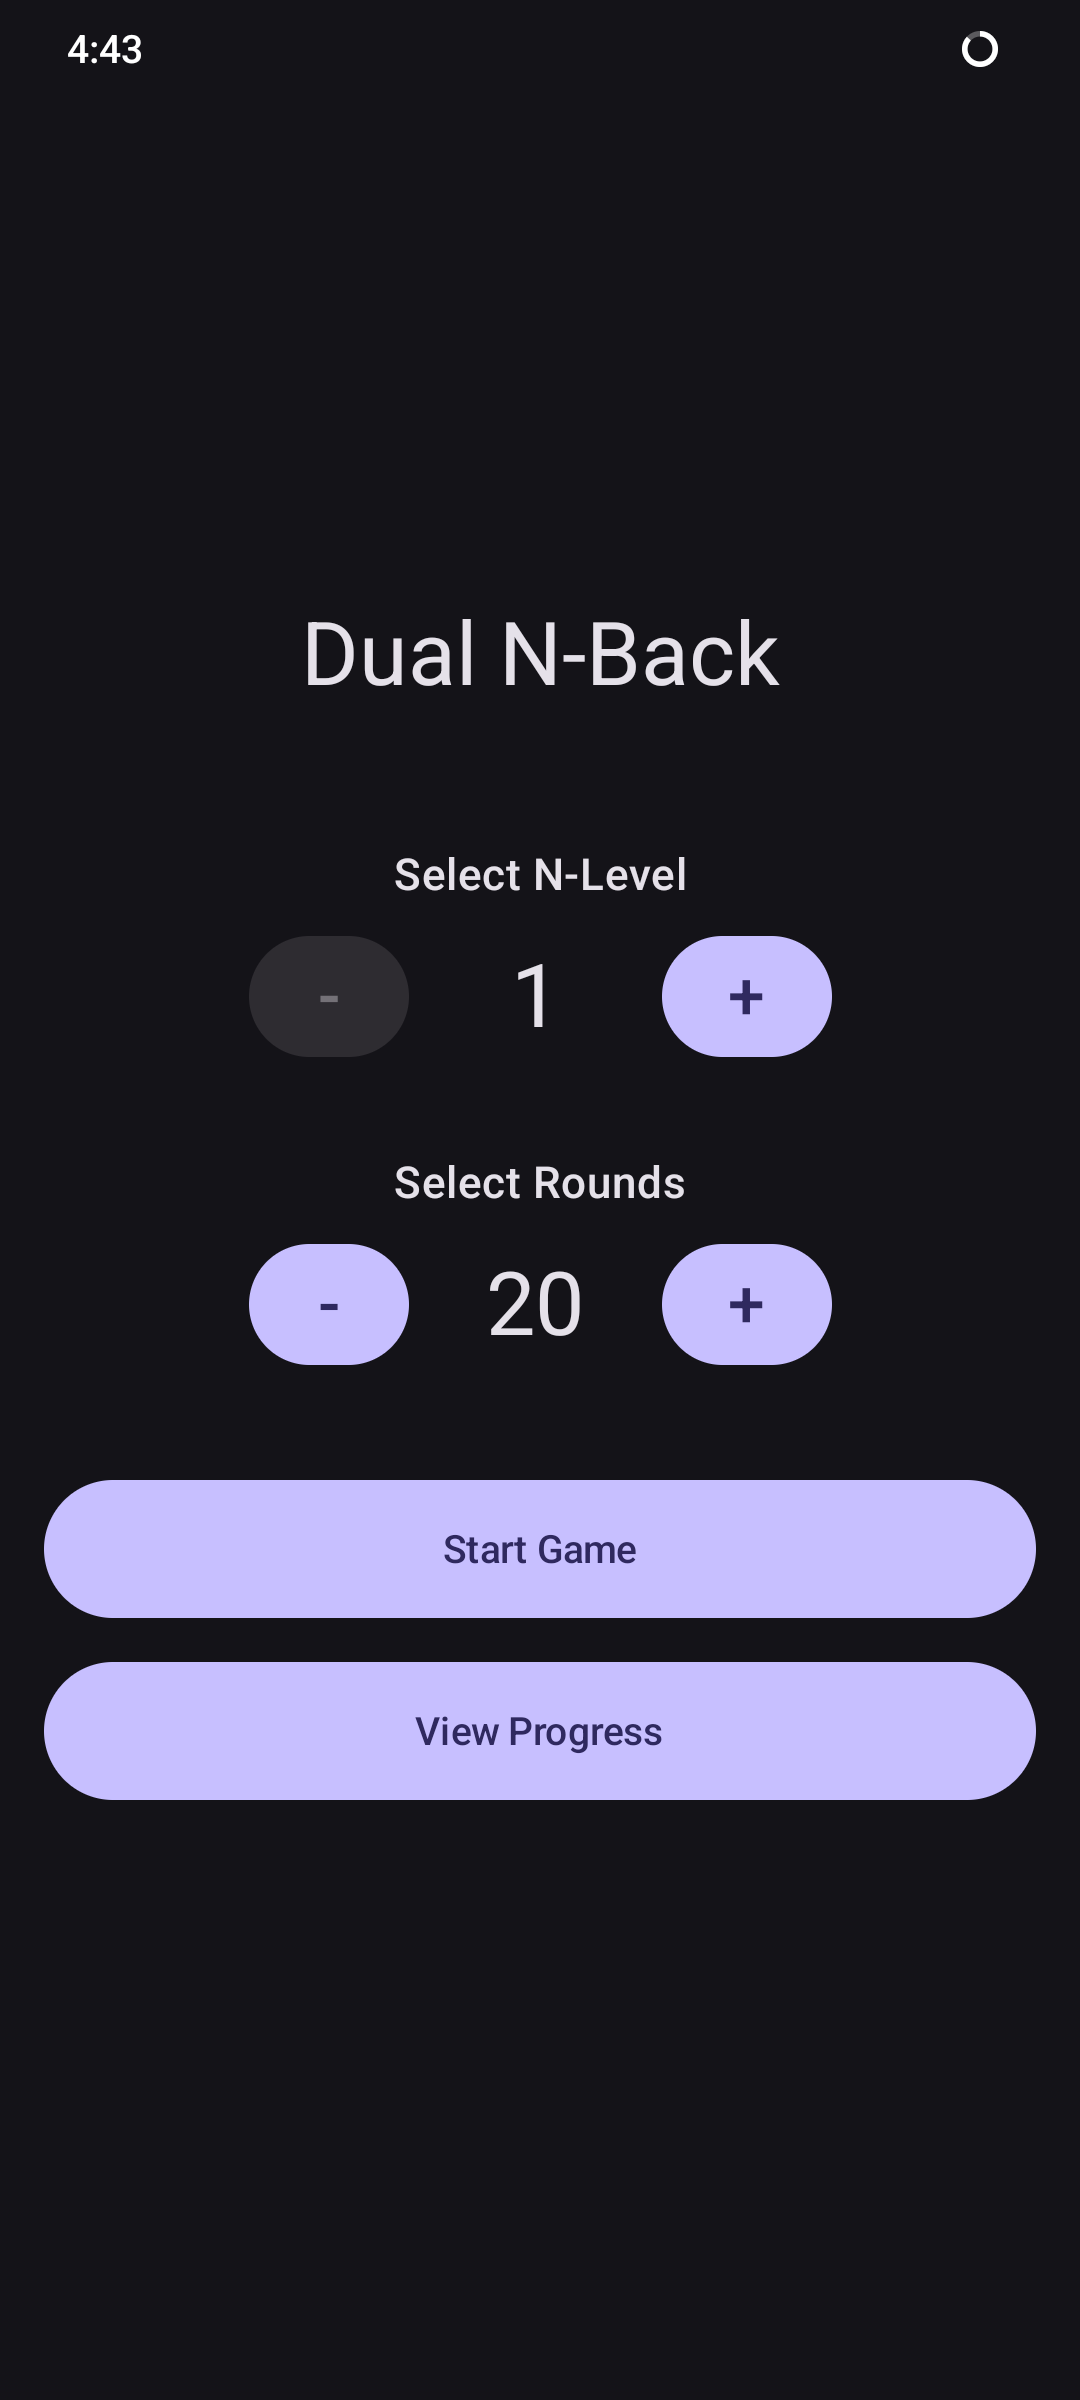 4:43
Dual N-Back
Select N-Level
- 1 +
Select Rounds
- 20 +
Start Game
View Progress